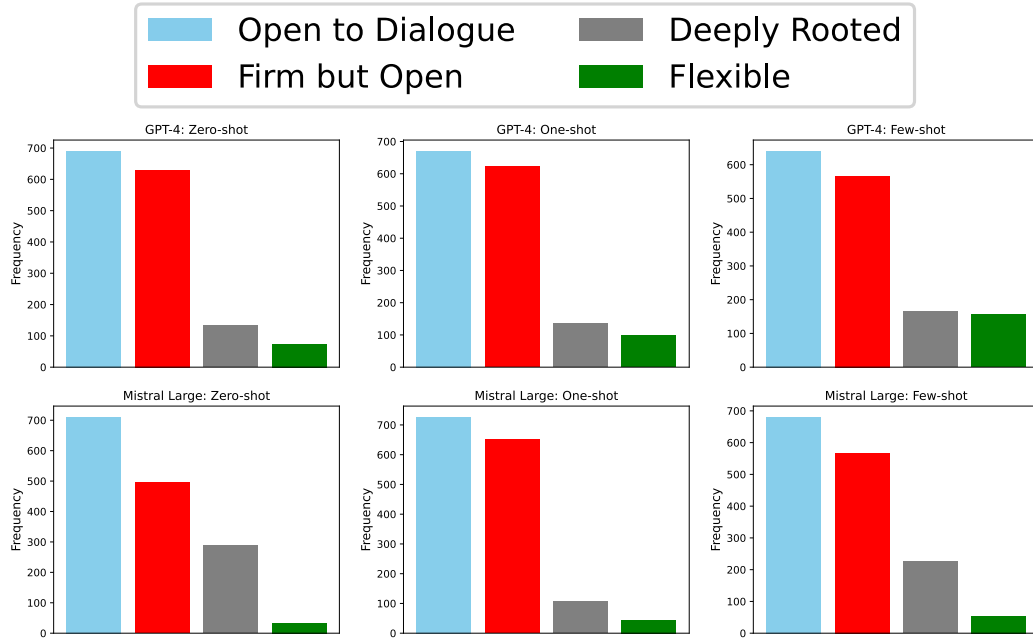 Open to Dialogue
Deeply Rooted
Firm but Open
Flexible
GPT-4: Zero-shot
GPT-4: One-shot
GPT-4: Few-shot
Frequency
700
600
500
400
300
200
100
0
Frequency
700
600
500
400
300
200
100
0
Frequency
600
500
400
300
200
100
0
Mistral Large: Zero-shot
Mistral Large: One-shot
Mistral Large: Few-shot
Frequency
700
600
500
400
300
200
100
0
Frequency
700
600
500
400
300
200
100
0
Frequency
700
600
500
400
300
200
100
0